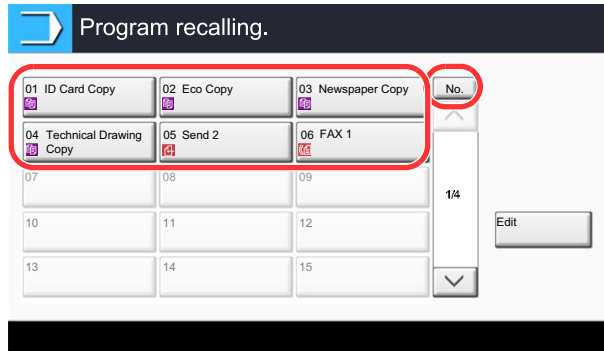 Program recalling.
01 ID Card Copy
02 Eco Copy
03 Newspaper Copy
No.
04 Technical Drawing
Copy
05 Send 2
06 FAX 1
07
08
09
1/4
10
11
12
Edit
13
14
15